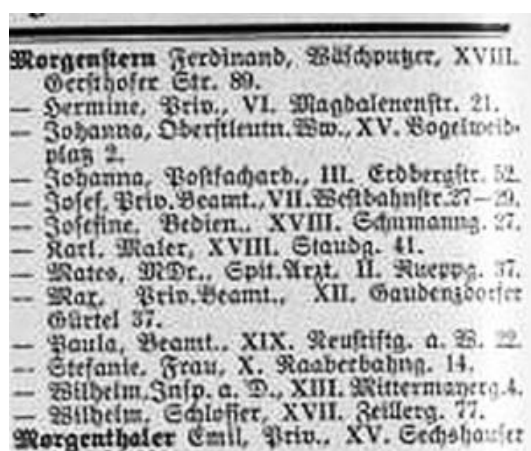 Morgenstern Ferdinand, Wäschputzer, XVIII.
Gersthofer Str. 89.
— Hermine, Priv., VI. Magdalenenstr. 21.
— Johanna, Oberstleutn.Ww., XV. Vogelweid-
platz 2.
— Johanna, Postfacharb., III. Erdbergstr. 52.
— Josef, Priv.Beamt., VII. Westbahnstr. 27—29.
— Josefine, Bedien., XVIII. Schumanng. 27.
— Karl, Maler, XVIII. Staudg. 41.
— Mates, MDr., Spit.Arzt, II. Rueppg. 37.
— Max, Priv.Beamt., XII. Gaudenzdorfer
Gürtel 37.
— Paula, Beamt., XIX. Neustiftg. a. W. 22.
— Stefanie, Frau, X. Raaberbahng. 14.
— Wilhelm, Insp. a. D., XIII. Mittermayerg. 4.
— Wilhelm, Schlosser, XVII. Zeillerg. 77.
Morgenthaler Emil, Priv., XV. Sechshauser